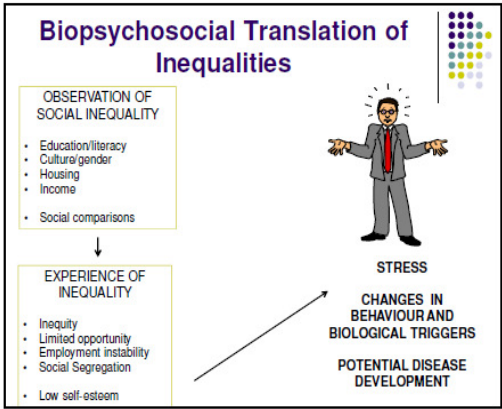 Biopsychosocial Translation of
Inequalities
OBSERVATION OF
SOCIAL INEQUALITY
• Education/literacy
• Culture/gender
• Housing
• Income
• Social comparisons
EXPERIENCE OF
INEQUALITY
• Inequity
• Limited opportunity
• Employment instability
• Social Segregation
• Low self-esteem
STRESS
CHANGES IN
BEHAVIOUR AND
BIOLOGICAL TRIGGERS
POTENTIAL DISEASE
DEVELOPMENT